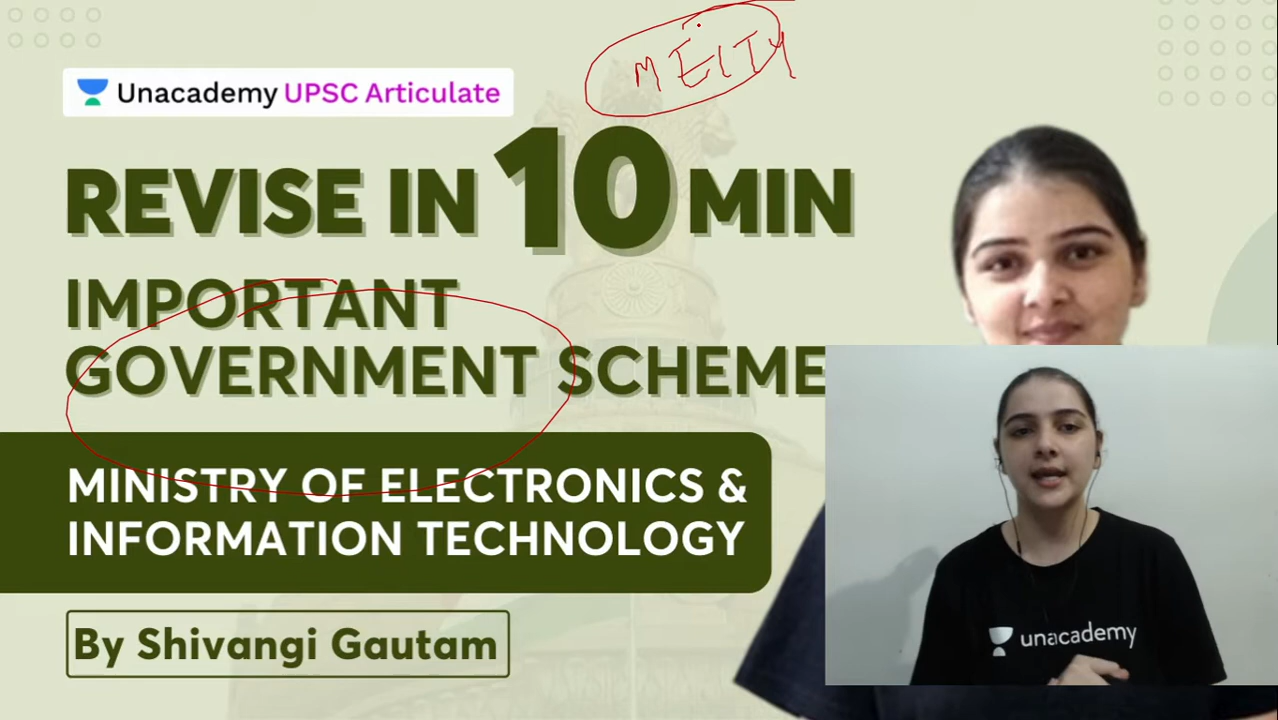 MEITY
Unacademy UPSC Articulate
REVISE IN 10 MIN
IMPORTANT
GOVERNMENT SCHEME
MINISTRY OF ELECTRONICS &
INFORMATION TECHNOLOGY
By Shivangi Gautam
unacademy